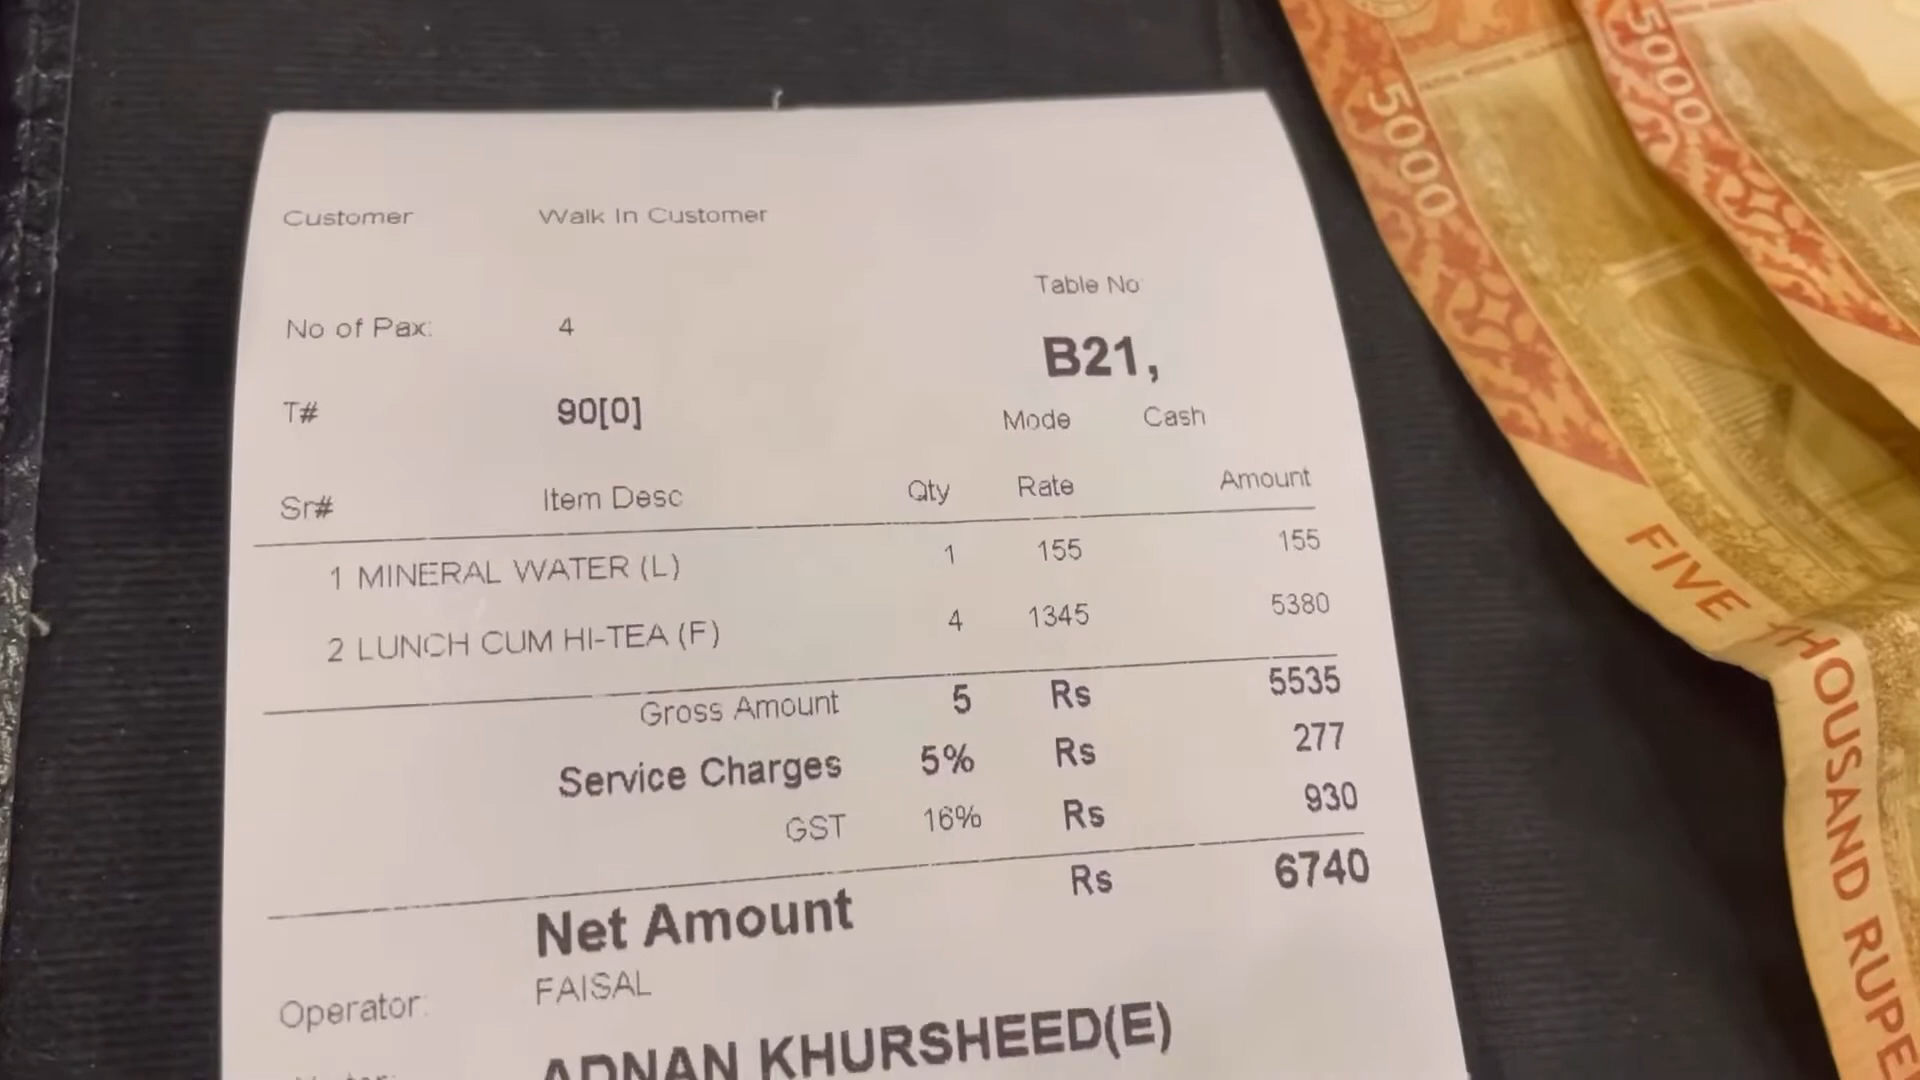 Customer Walk In Customer
Table No
No of Pax: 4
B21,
T# 90[0]
Mode Cash
Sr# Item Desc Qty Rate Amount
1 MINERAL WATER (L) 1 155 155
2 LUNCH CUM HI-TEA (F) 4 1345 5380
Gross Amount 5 Rs 5535
Service Charges 5% Rs 277
GST 16% Rs 930
Net Amount Rs 6740
Operator: FAISAL
ADNAN KHURSHEED(E)
5000
5000
FIVE THOUSAND RUPE